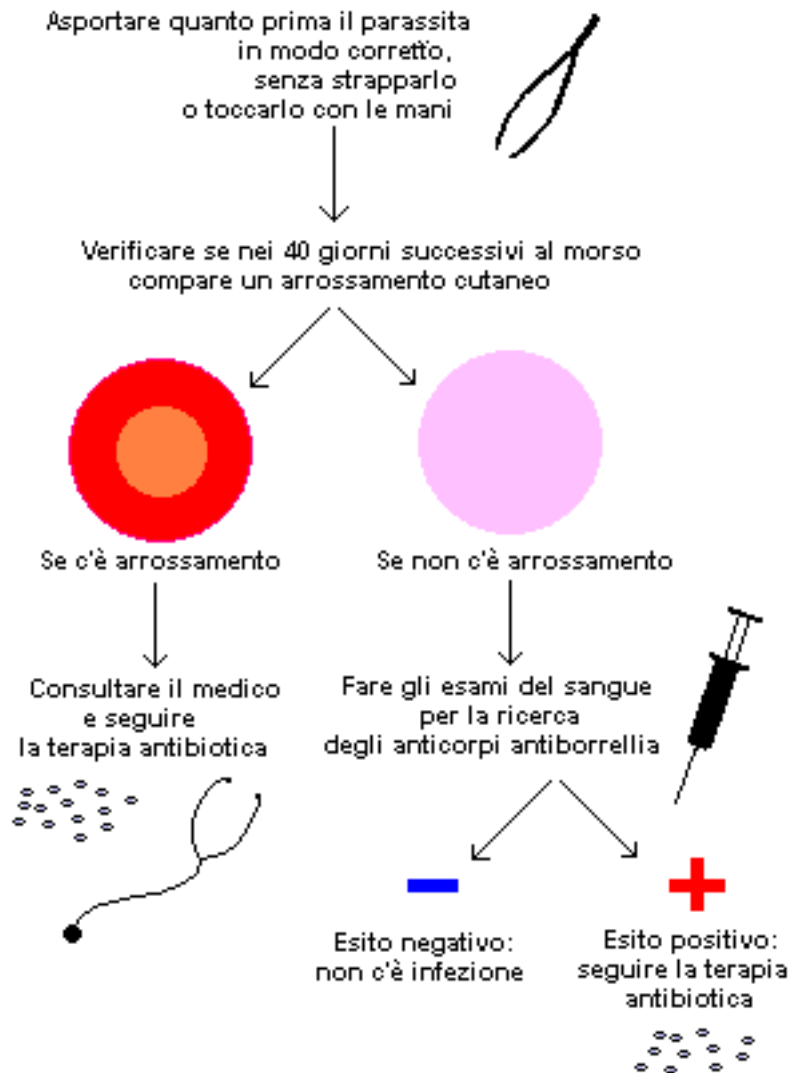 Asportare quanto prima il parassita
in modo corretto,
senza strapparlo
o toccarlo con le mani
Verificare se nei 40 giorni successivi al morso
compare un arrossamento cutaneo
Se c'è arrossamento
Se non c'è arrossamento
Consultare il medico
e seguire
la terapia antibiotica
Fare gli esami del sangue
per la ricerca
degli anticorpi antiborrellia
Esito negativo:
non c'è infezione
Esito positivo:
seguire la terapia
antibiotica